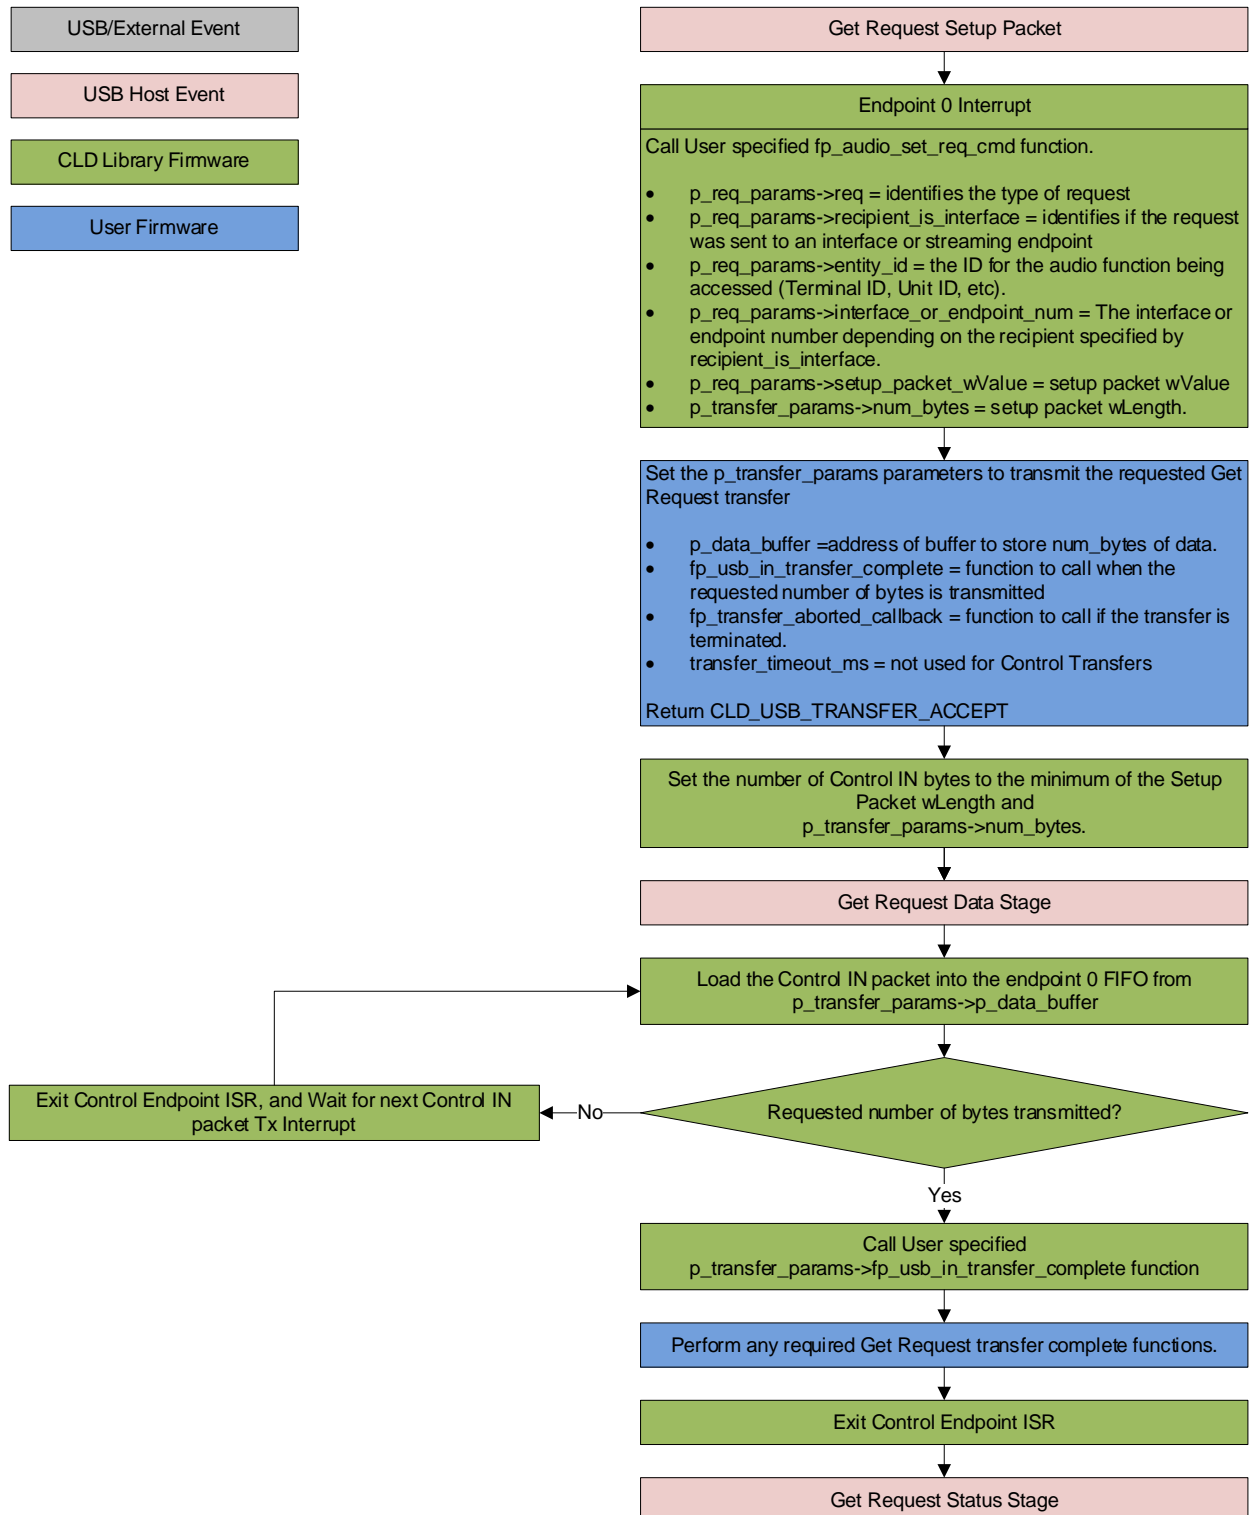 USB/External Event
USB Host Event
CLD Library Firmware
User Firmware
Get Request Setup Packet
Endpoint 0 Interrupt
Call User specified fp_audio_set_req_cmd function.
• p_req_params->req = identifies the type of request
• p_req_params->recipient_is_interface = identifies if the request
was sent to an interface or streaming endpoint
• p_req_params->entity_id = the ID for the audio function being
accessed (Terminal ID, Unit ID, etc).
• p_req_params->interface_or_endpoint_num = The interface or
endpoint number depending on the recipient specified by
recipient_is_interface.
• p_req_params->setup_packet_wValue = setup packet wValue
• p_transfer_params->num_bytes = setup packet wLength.
Set the p_transfer_params parameters to transmit the requested Get
Request transfer
• p_data_buffer =address of buffer to store num_bytes of data.
• fp_usb_in_transfer_complete = function to call when the
requested number of bytes is transmitted
• fp_transfer_aborted_callback = function to call if the transfer is
terminated.
• transfer_timeout_ms = not used for Control Transfers
Return CLD_USB_TRANSFER_ACCEPT
Set the number of Control IN bytes to the minimum of the Setup
Packet wLength and
p_transfer_params->num_bytes.
Get Request Data Stage
Load the Control IN packet into the endpoint 0 FIFO from
p_transfer_params->p_data_buffer
Requested number of bytes transmitted?
No
Exit Control Endpoint ISR, and Wait for next Control IN
packet Tx Interrupt
Yes
Call User specified
p_transfer_params->fp_usb_in_transfer_complete function
Perform any required Get Request transfer complete functions.
Exit Control Endpoint ISR
Get Request Status Stage